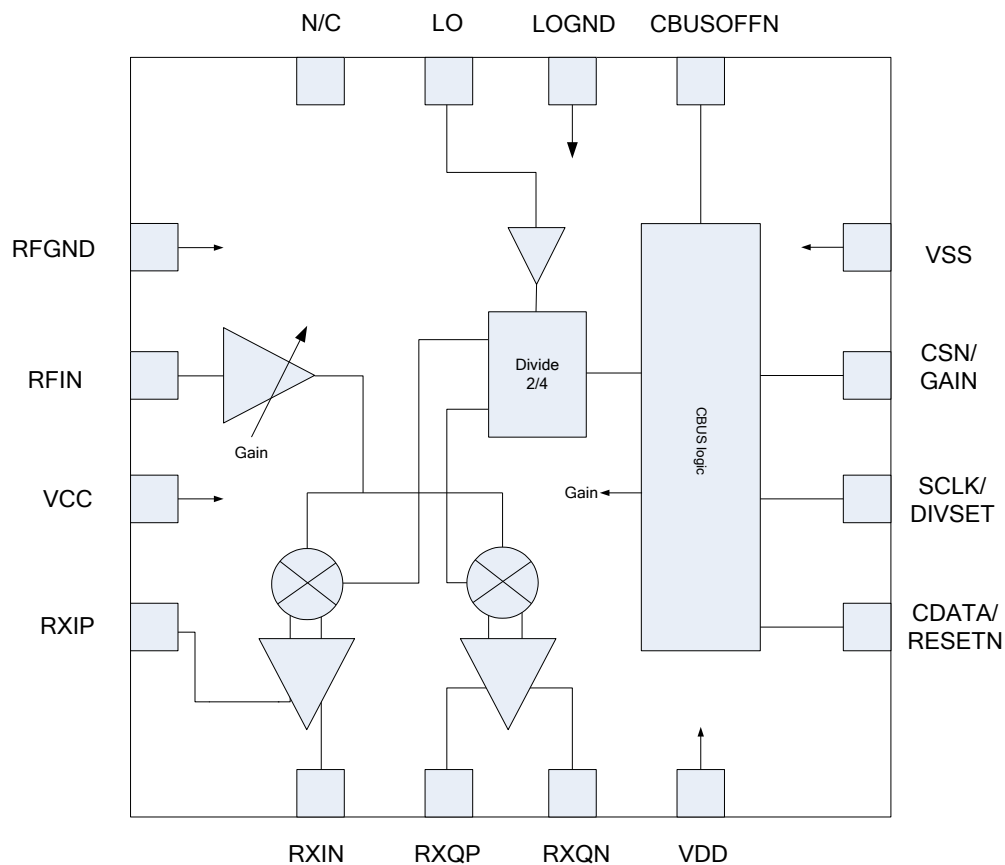 N/C
LO
LOGND
CBUSOFFN
RFGND
VSS
RFIN
Gain
Divide
2/4
CBUS logic
CSN/
GAIN
VCC
Gain
SCLK/
DIVSET
RXIP
CDATA/
RESETN
RXIN
RXQP
RXQN
VDD